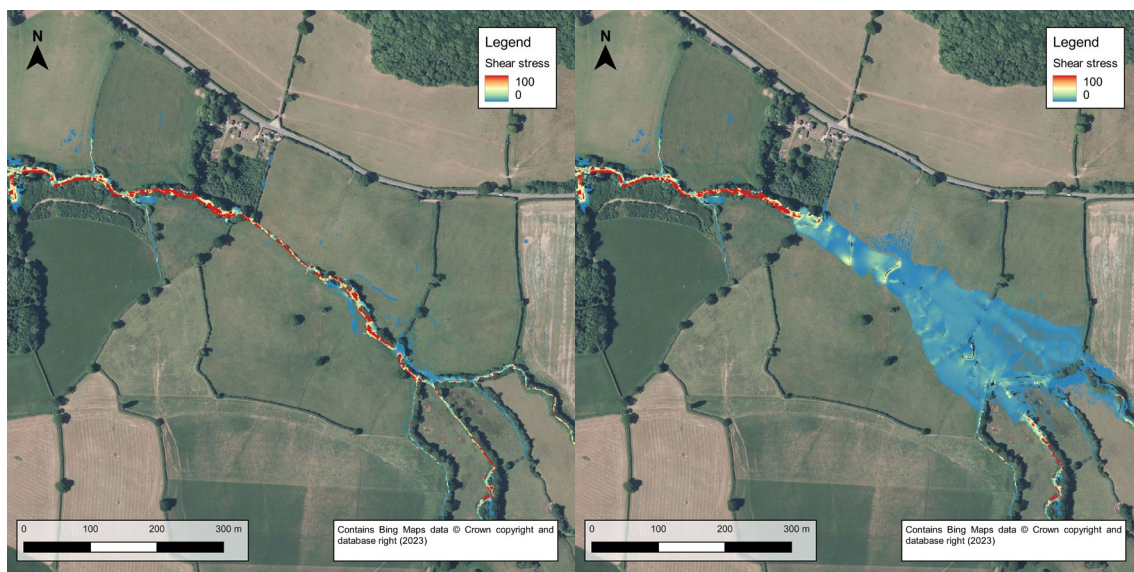 N
Legend
Shear stress
100
0
0 100 200 300 m
Contains Bing Maps data © Crown copyright and
database right (2023)
N
Legend
Shear stress
100
0
0 100 200 300 m
Contains Bing Maps data © Crown copyright and
database right (2023)